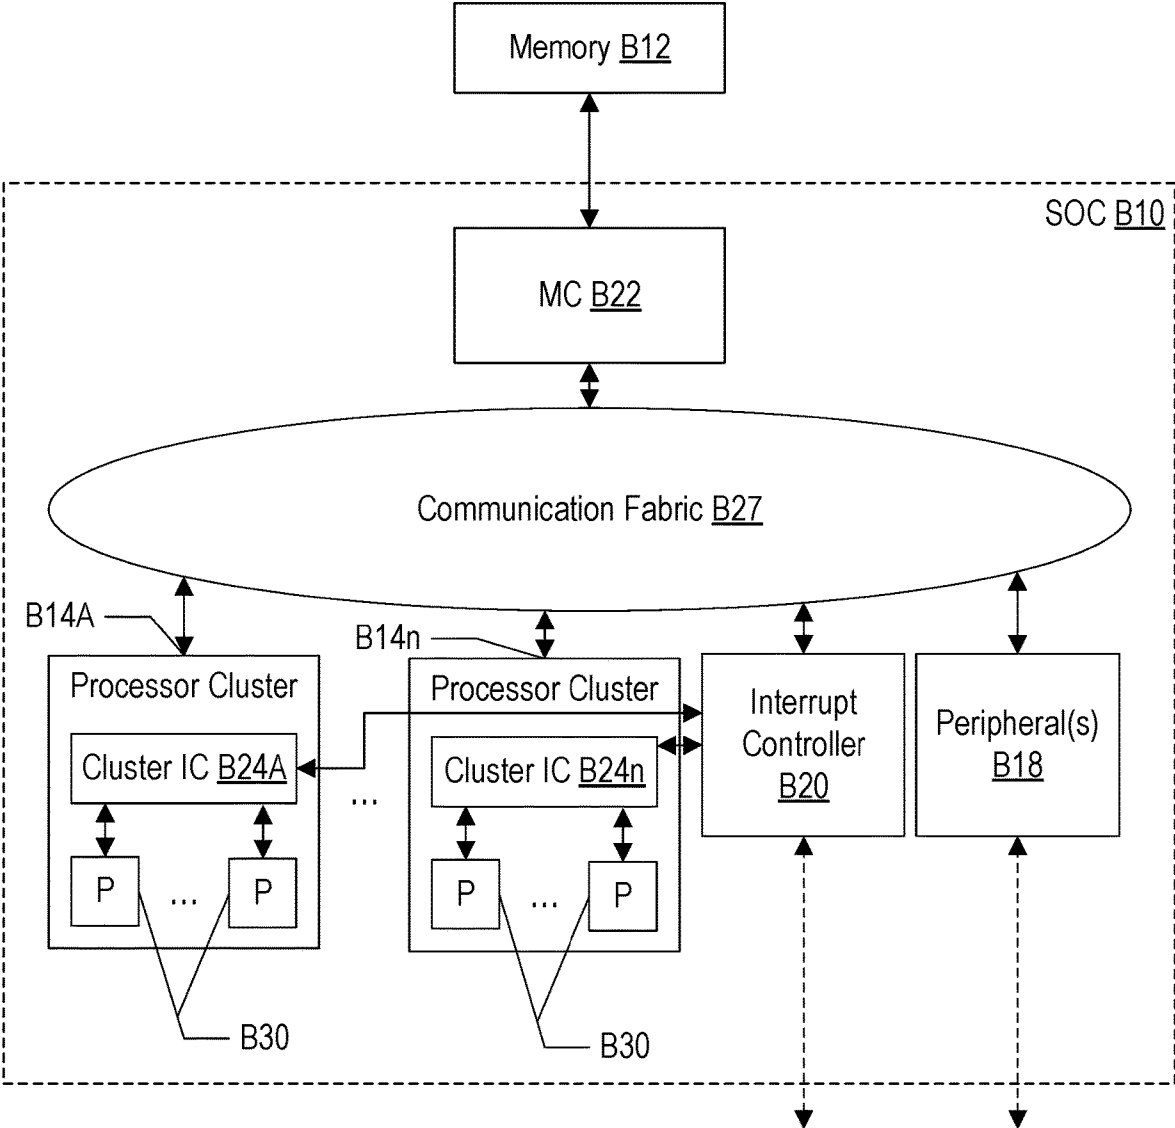 Memory B12
SOC B10
MC B22
Communication Fabric B27
B14A
B14n
Processor Cluster
Cluster IC B24A
P
...
P
B30
...
Processor Cluster
Cluster IC B24n
P
...
P
B30
Interrupt
Controller
B20
Peripheral(s)
B18